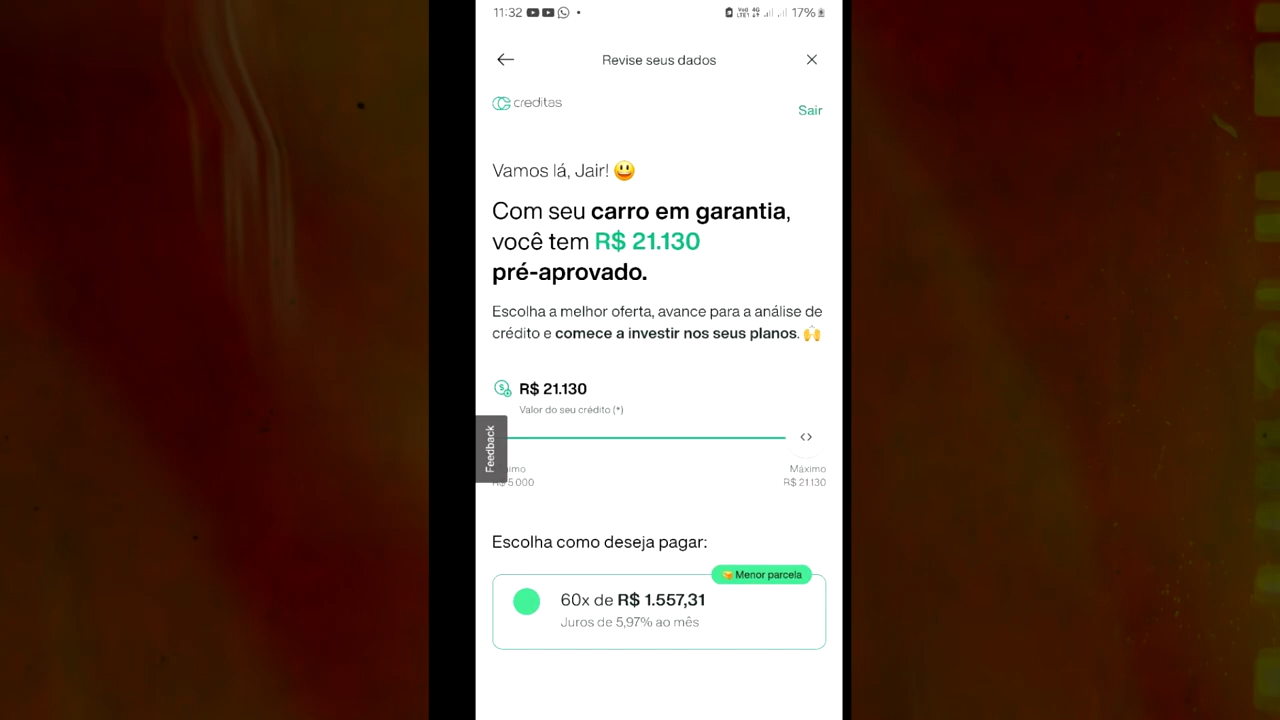 11:32
17%
Revise seus dados
creditas
Sair
Vamos lá, Jair!
Com seu carro em garantia,
você tem R$ 21.130
pré-aprovado.
Escolha a melhor oferta, avance para a análise de
crédito e comece a investir nos seus planos.
R$ 21.130
Valor do seu crédito (*)
Feedback
Máximo
R$ 5.000
R$ 21.130
Escolha como deseja pagar:
Menor parcela
60x de R$ 1.557,31
Juros de 5,97% ao mês